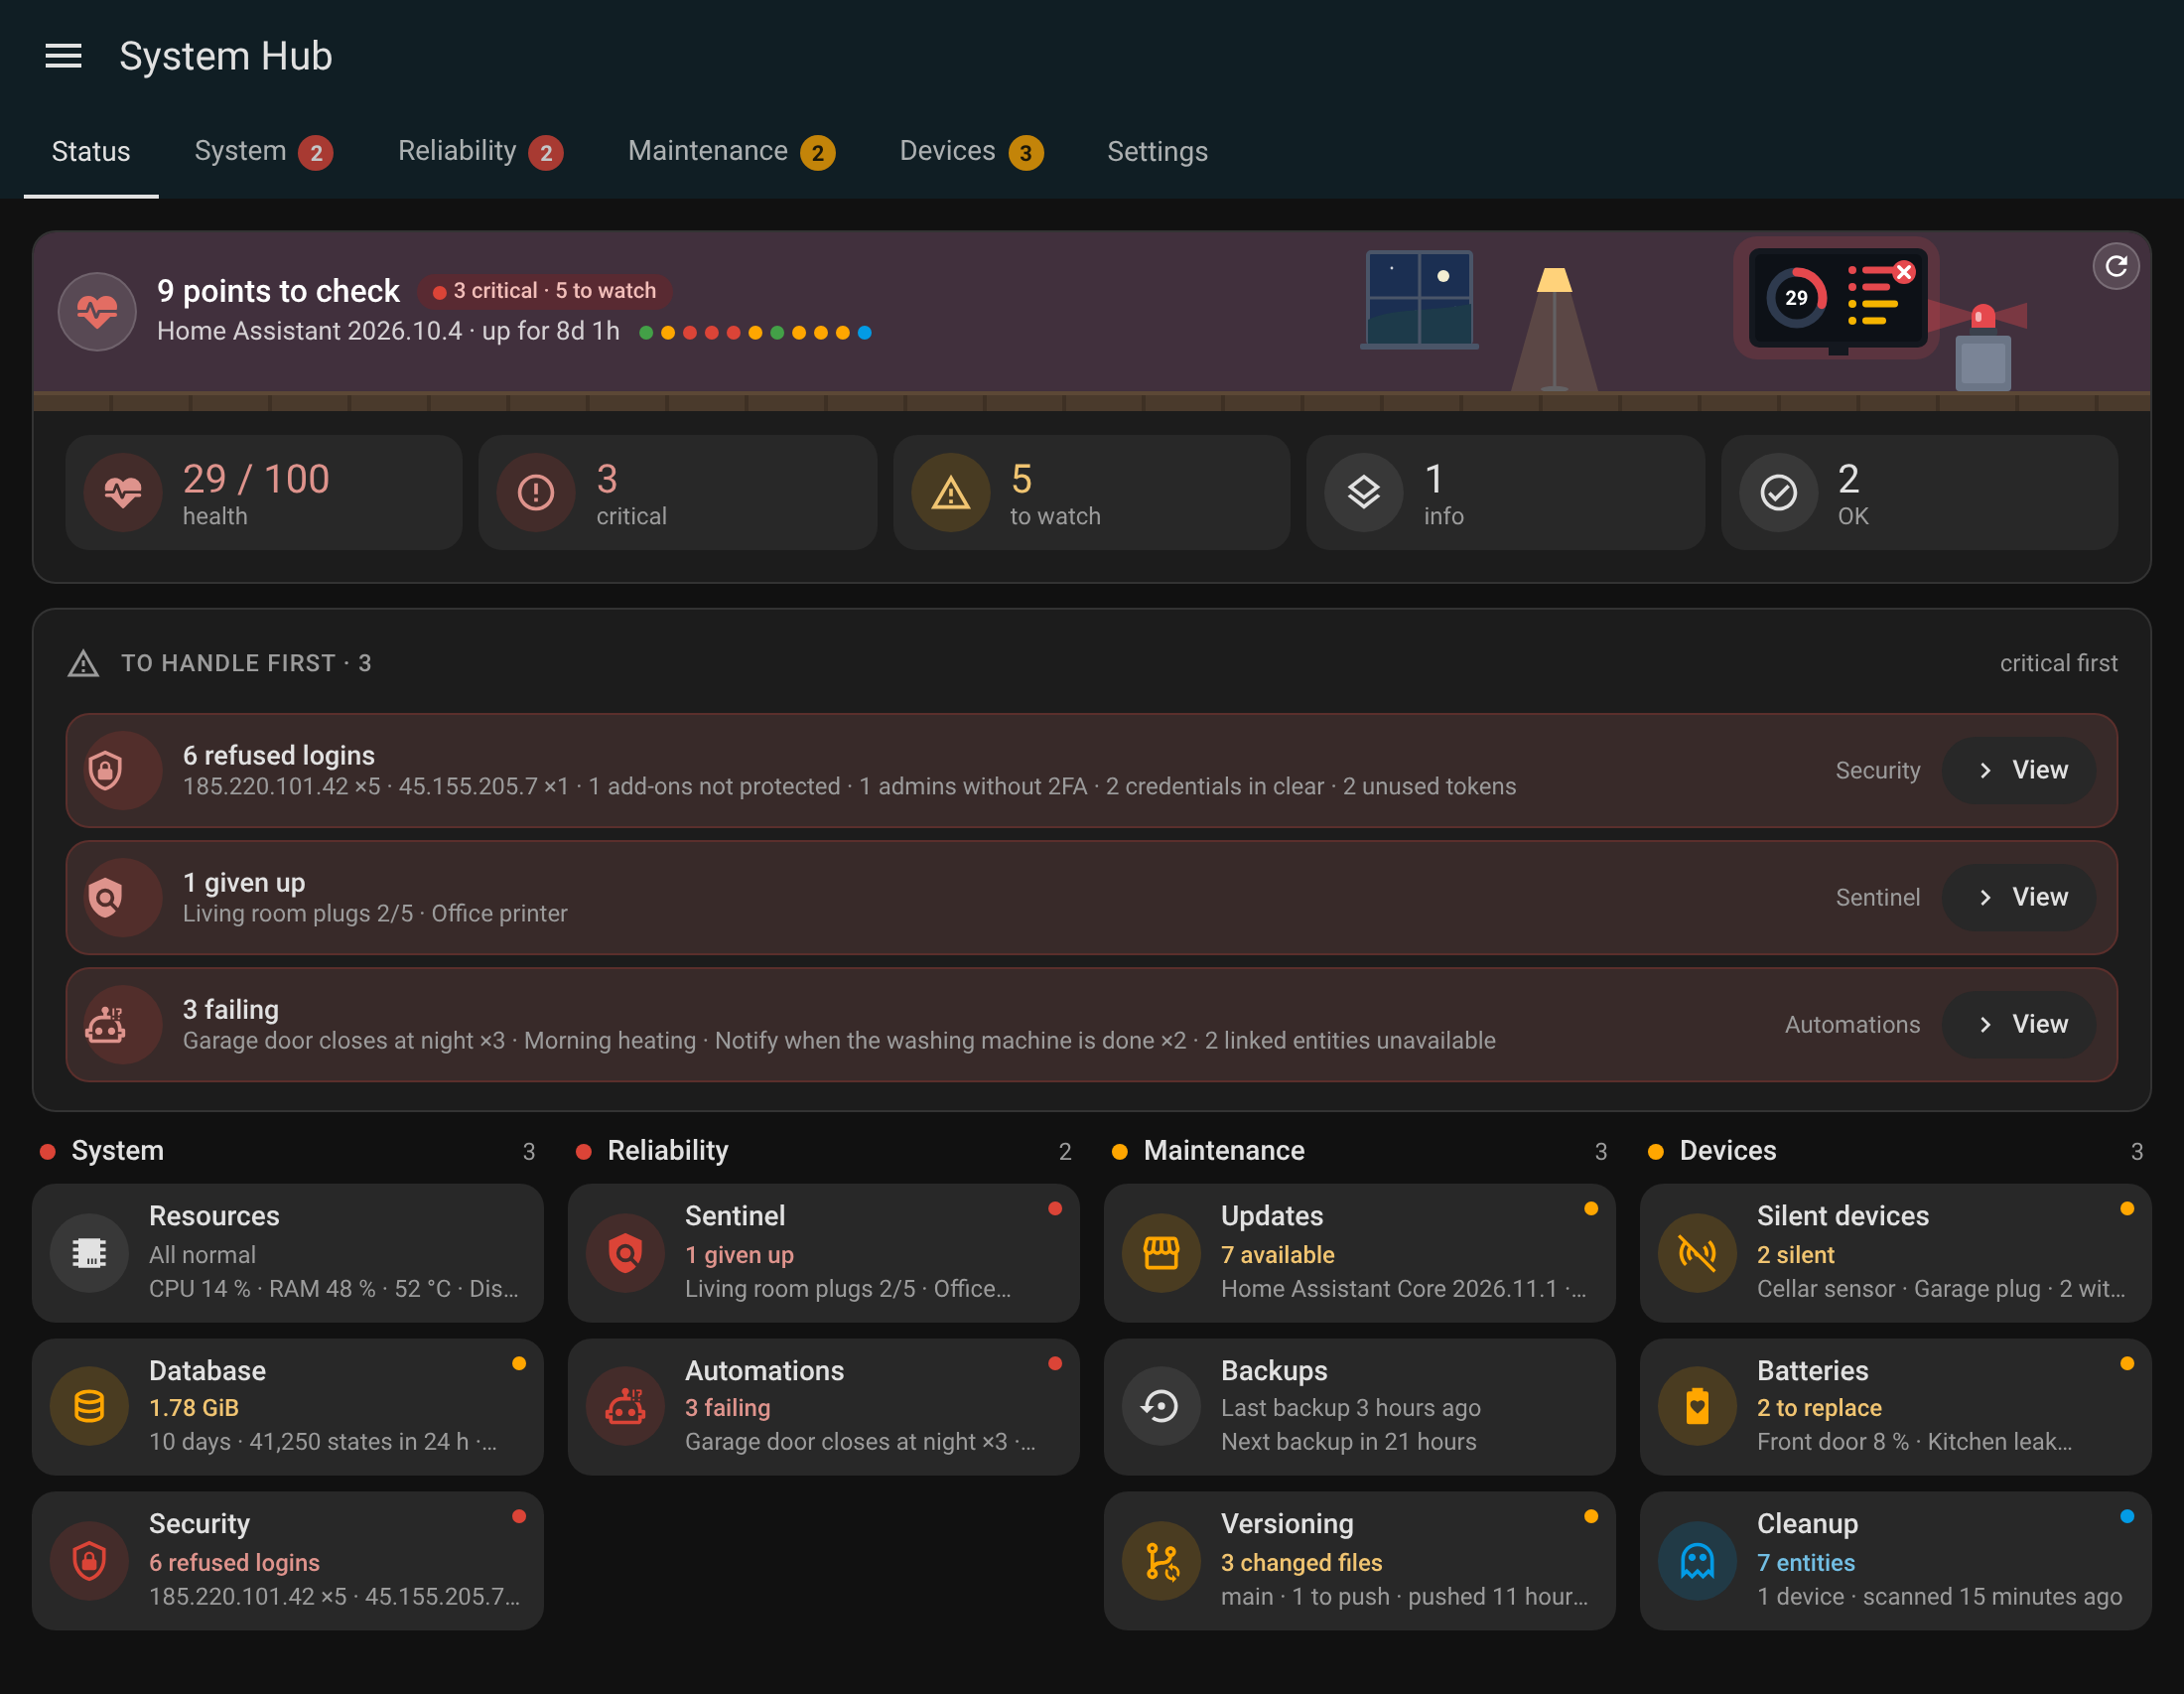 System Hub
Status
System 2
Reliability 2
Maintenance 2
Devices 3
Settings
9 points to check
3 critical · 5 to watch
Home Assistant 2026.10.4 · up for 8d 1h
29
29 / 100
health
3
critical
5
to watch
1
info
2
OK
TO HANDLE FIRST · 3
critical first
6 refused logins
185.220.101.42 ×5 · 45.155.205.7 ×1 · 1 add-ons not protected · 1 admins without 2FA · 2 credentials in clear · 2 unused tokens
Security
View
1 given up
Living room plugs 2/5 · Office printer
Sentinel
View
3 failing
Garage door closes at night ×3 · Morning heating · Notify when the washing machine is done ×2 · 2 linked entities unavailable
Automations
View
System 3
Resources
All normal
CPU 14 % · RAM 48 % · 52 °C · Dis...
Database
1.78 GiB
10 days · 41,250 states in 24 h ·...
Security
6 refused logins
185.220.101.42 ×5 · 45.155.205.7...
Reliability 2
Sentinel
1 given up
Living room plugs 2/5 · Office...
Automations
3 failing
Garage door closes at night ×3 ·...
Maintenance 3
Updates
7 available
Home Assistant Core 2026.11.1 ·...
Backups
Last backup 3 hours ago
Next backup in 21 hours
Versioning
3 changed files
main · 1 to push · pushed 11 hour...
Devices 3
Silent devices
2 silent
Cellar sensor · Garage plug · 2 wit...
Batteries
2 to replace
Front door 8 % · Kitchen leak...
Cleanup
7 entities
1 device · scanned 15 minutes ago